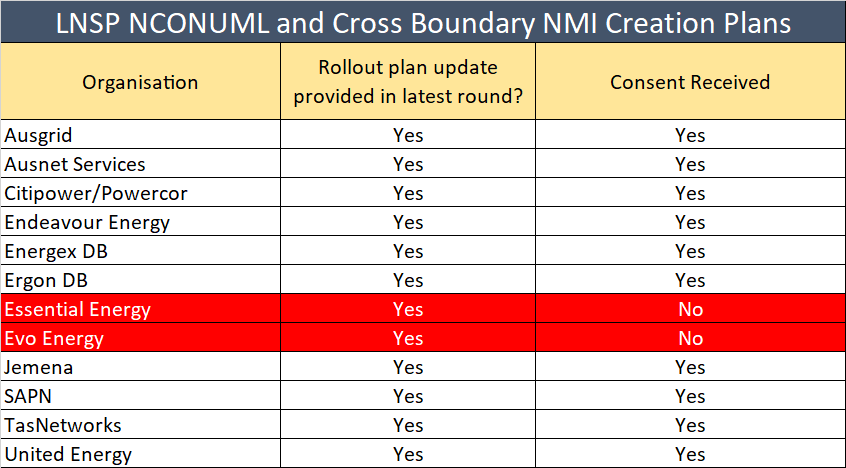 LNSP NCONUML and Cross Boundary NMI Creation Plans
Organisation Rollout plan update provided in latest round? Consent Received
Ausgrid Yes Yes
Ausnet Services Yes Yes
Citipower/Powercor Yes Yes
Endeavour Energy Yes Yes
Energex DB Yes Yes
Ergon DB Yes Yes
Essential Energy Yes No
Evo Energy Yes No
Jemena Yes Yes
SAPN Yes Yes
TasNetworks Yes Yes
United Energy Yes Yes